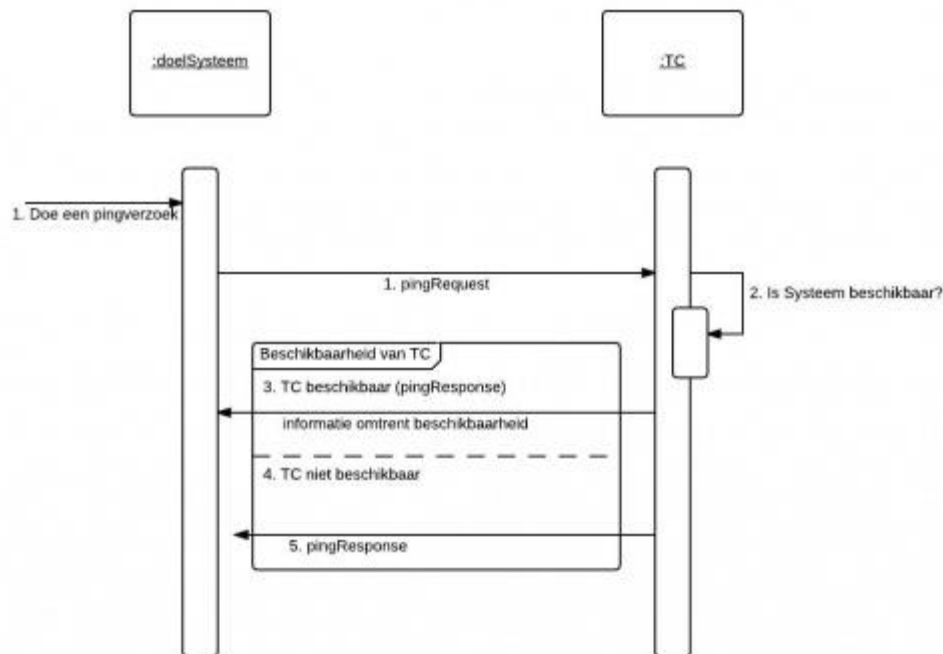 :doelSysteem
:TC
1. Doe een pingverzoek
1. pingRequest
2. Is Systeem beschikbaar?
Beschikbaarheid van TC
3. TC beschikbaar (pingResponse)
informatie omtrent beschikbaarheid
4. TC niet beschikbaar
5. pingResponse